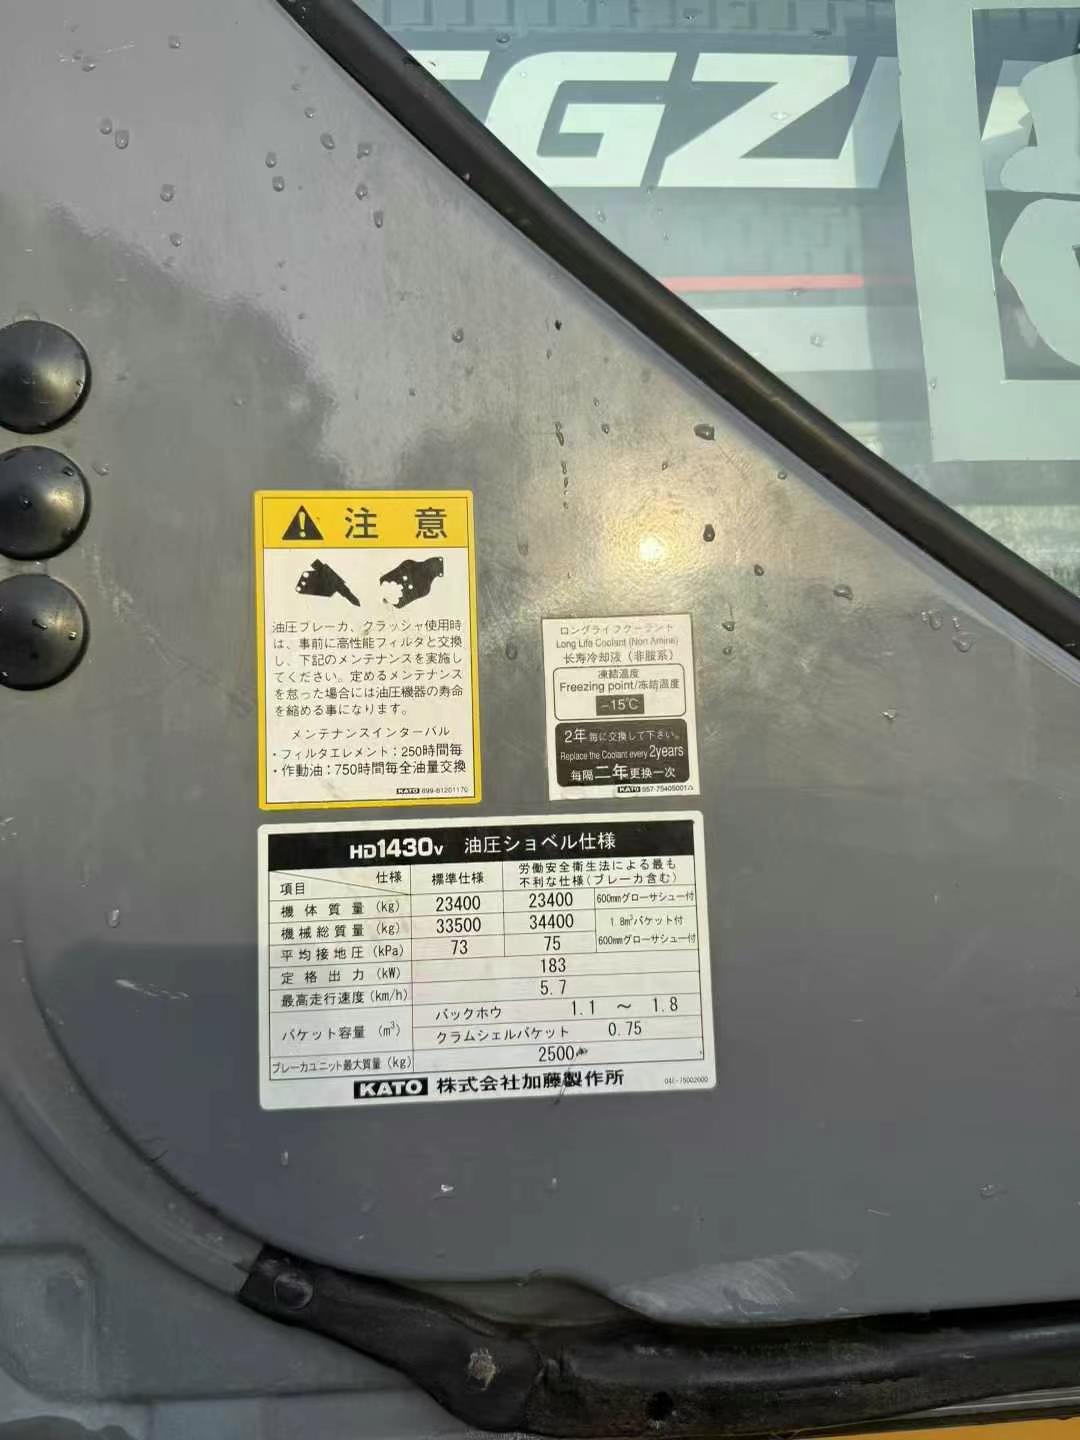 EGZ
注 意
油圧ブレーカ、クラッシャ使用時
は、事前に高性能フィルタと交換
し、下記のメンテナンスを実施し
てください。定めるメンテナンス
を怠った場合には油圧機器の寿命
を縮める事になります。
メンテナンスインターバル
・フィルタエレメント：250時間毎
・作動油：750時間毎全油量交換
KATO 899-81201170
ロングライフクーラント
Long Life Coolant (Non Amine)
长寿冷却液（非胺系）
凍結温度
Freezing point/冻结温度
-15℃
2年毎に交換して下さい。
Replace the Coolant every 2years
每隔二年更换一次
KATO 957-75405001
HD1430V 油圧ショベル仕様
項目 仕様 標準仕様 労働安全衛生法による最も
不利な仕様(ブレーカ含む)
機体質量 (kg) 23400 23400 600mmグローサシュー付
機械総質量 (kg) 33500 34400 1.8m³バケット付
平均接地圧 (kPa) 73 75 600mmグローサシュー付
定格出力 (kW) 183
最高走行速度 (km/h) 5.7
バケット容量 (m³) バックホウ 1.1 ～ 1.8
クラムシェルバケット 0.75
ブレーカユニット最大質量 (kg) 2500
KATO 株式会社加藤製作所